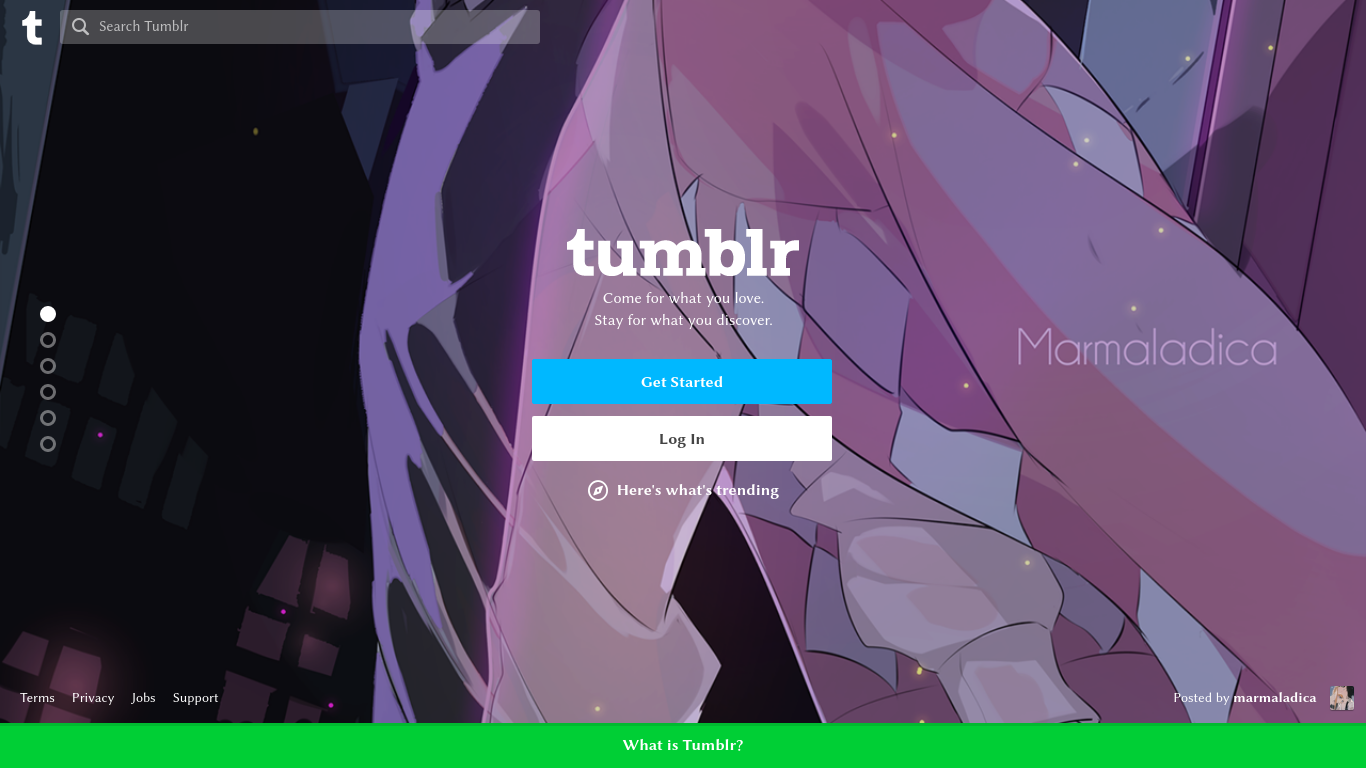 t
Search Tumblr
tumblr
Come for what you love.
Stay for what you discover.
Marmaladica
Get Started
Log In
Here's what's trending
Terms Privacy Jobs Support
Posted by marmaladica
What is Tumblr?